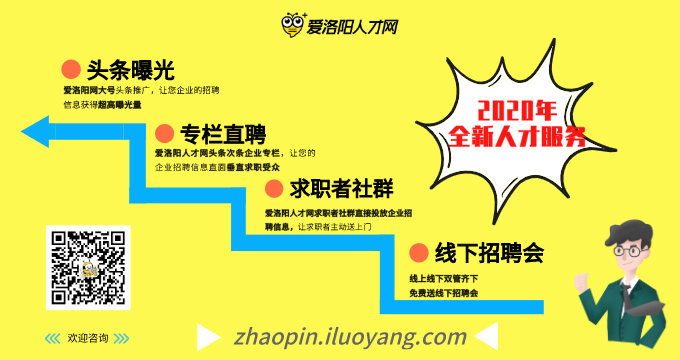 爱洛阳人才网
头条曝光
爱洛阳网大号头条推广，让您企业的招聘
信息获得超高曝光量
2020年
全新人才服务
专栏直聘
爱洛阳人才网头条次条企业专栏，让您的
企业招聘信息直面垂直求职受众
求职者社群
爱洛阳人才网求职者社群直接投放企业招
聘信息，让求职者主动送上门
线下招聘会
线上线下双管齐下
免费送线下招聘会
欢迎咨询
zhaopin.iluoyang.com